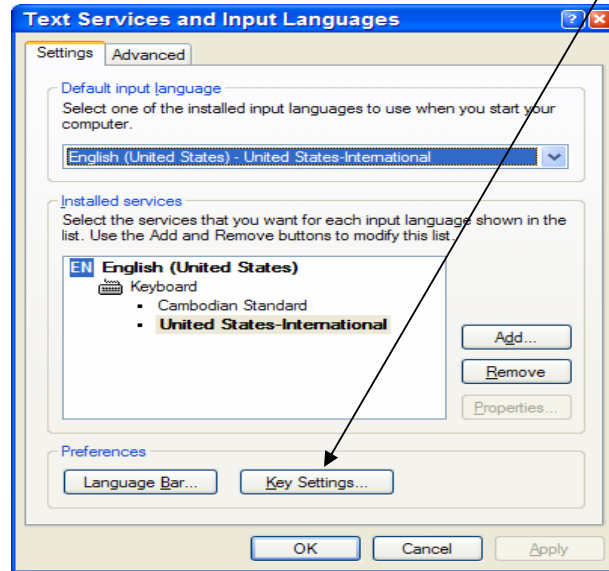 Text Services and Input Languages
Settings
Advanced
Default input language
Select one of the installed input languages to use when you start your
computer.
English (United States) - United States-International
Installed services
Select the services that you want for each input language shown in the
list. Use the Add and Remove buttons to modify this list.
EN English (United States)
Keyboard
Cambodian Standard
United States-International
Add...
Remove
Properties...
Preferences
Language Bar...
Key Settings...
OK
Cancel
Apply